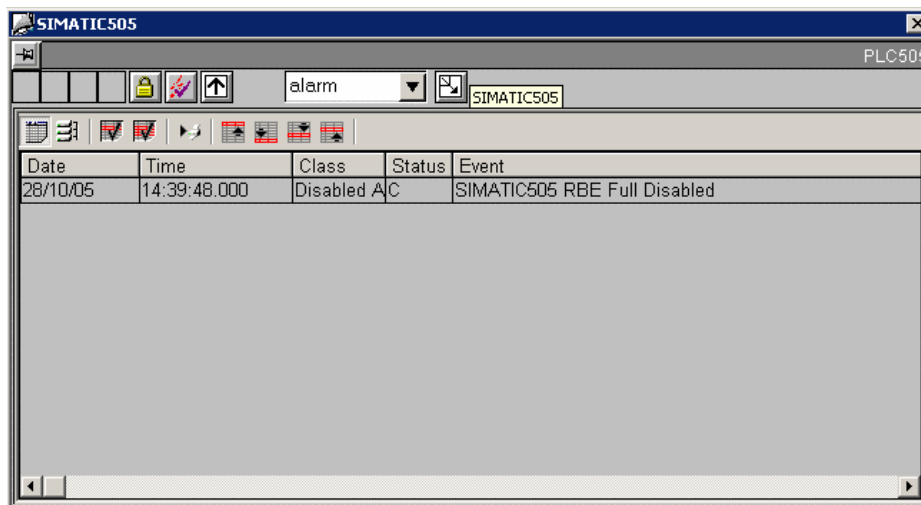 SIMATIC505
PLC505
alarm
SIMATIC505
Date Time Class Status Event
28/10/05 14:39:48.000 Disabled A C SIMATIC505 RBE Full Disabled